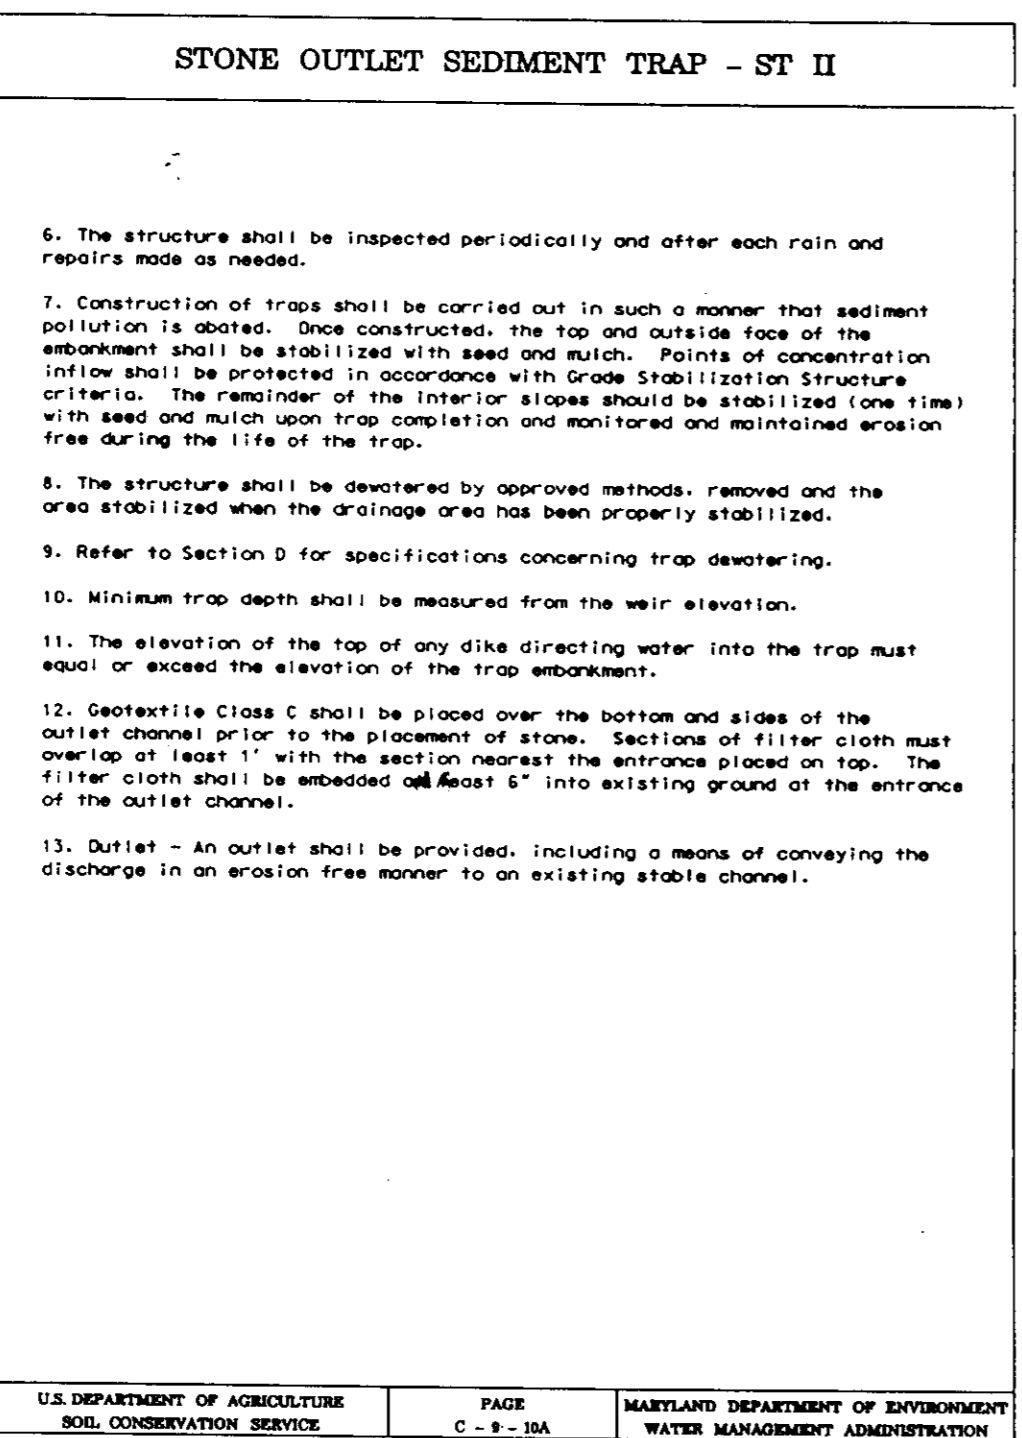 STONE OUTLET SEDIMENT TRAP - ST II
6. The structure shall be inspected periodically and after each rain and
repairs made as needed.
7. Construction of traps shall be carried out in such a manner that sediment
pollution is abated. Once constructed, the top and outside face of the
embankment shall be stabilized with seed and mulch. Points of concentration
inflow shall be protected in accordance with Grade Stabilization Structure
criteria. The remainder of the interior slopes should be stabilized (one time)
with seed and mulch upon trap completion and monitored and maintained erosion
free during the life of the trap.
8. The structure shall be dewatered by approved methods, removed and the
area stabilized when the drainage area has been properly stabilized.
9. Refer to Section D for specifications concerning trap dewatering.
10. Minimum trap depth shall be measured from the weir elevation.
11. The elevation of the top of any dike directing water into the trap must
equal or exceed the elevation of the trap embankment.
12. Geotextile Class C shall be placed over the bottom and sides of the
outlet channel prior to the placement of stone. Sections of filter cloth must
overlap at least 1' with the section nearest the entrance placed on top. The
filter cloth shall be embedded least 6" into existing ground at the entrance
of the outlet channel.
13. Outlet - An outlet shall be provided, including a means of conveying the
discharge in an erosion free manner to an existing stable channel.
U.S. DEPARTMENT OF AGRICULTURE
SOIL CONSERVATION SERVICE
PAGE
C - 9 - 10A
MARYLAND DEPARTMENT OF ENVIRONMENT
WATER MANAGEMENT ADMINISTRATION